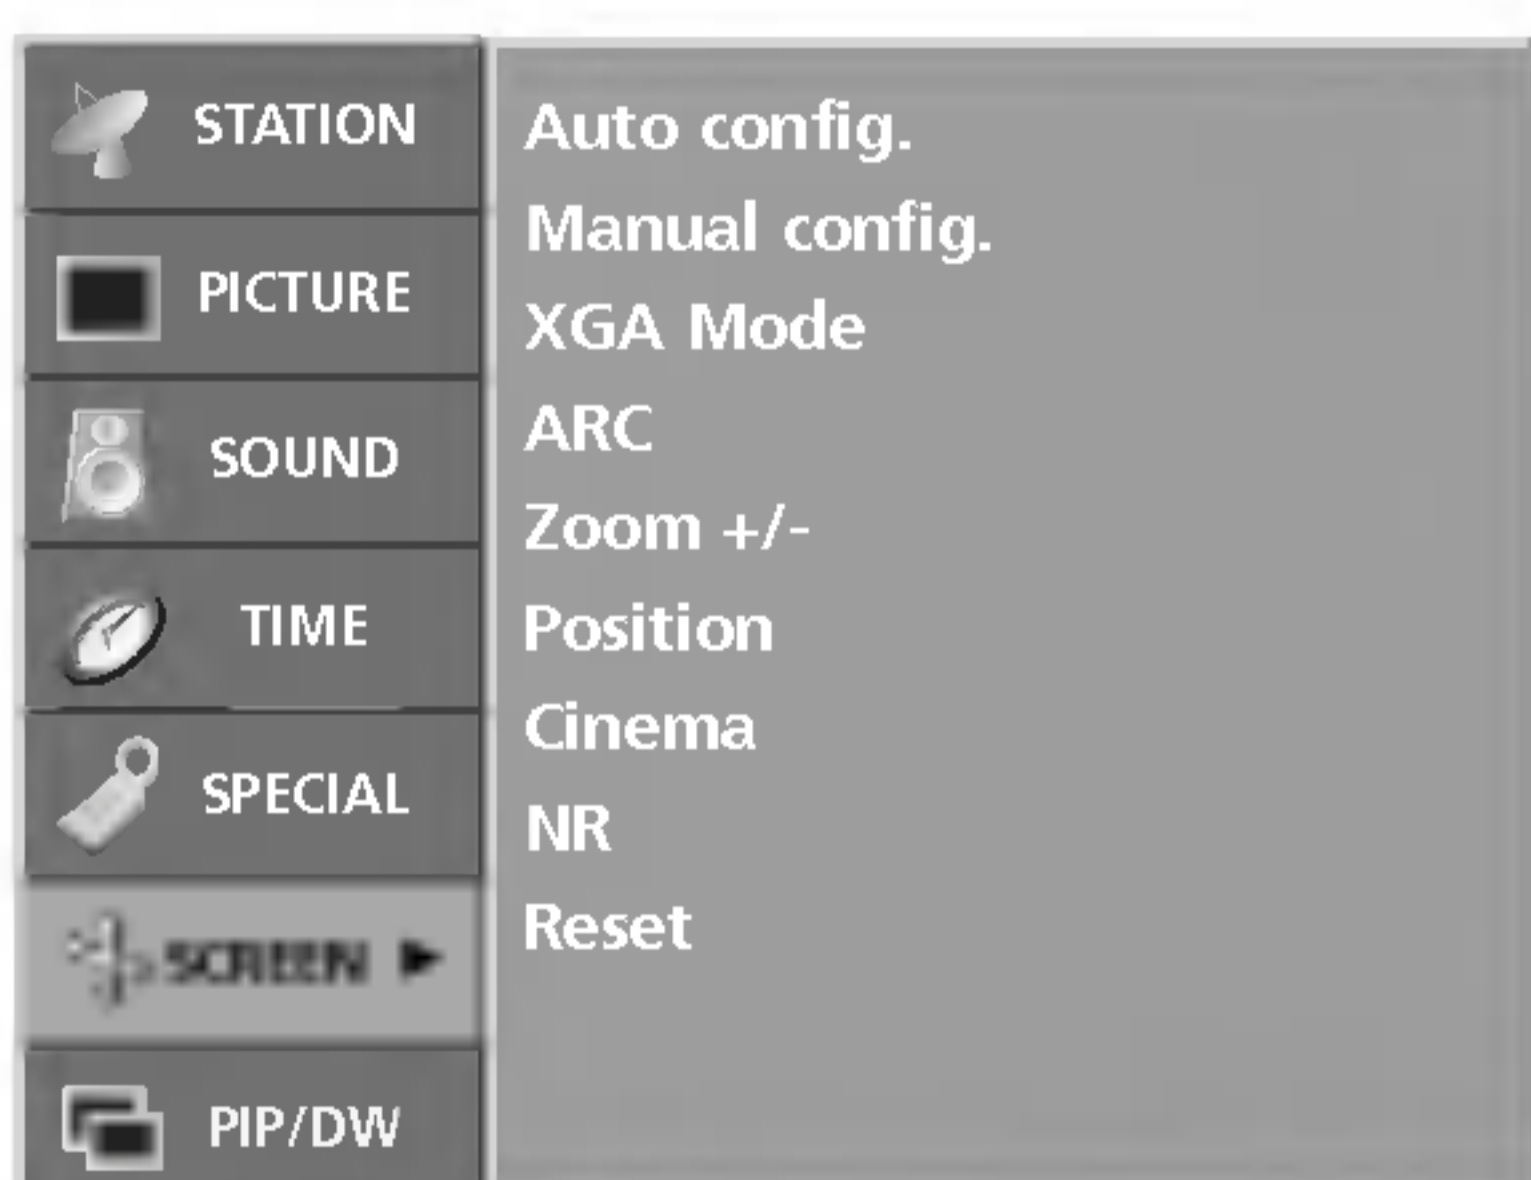 STATION
PICTURE
SOUND
TIME
SPECIAL
SCREEN
PIP/DW
Auto config.
Manual config.
XGA Mode
ARC
Zoom +/-
Position
Cinema
NR
Reset